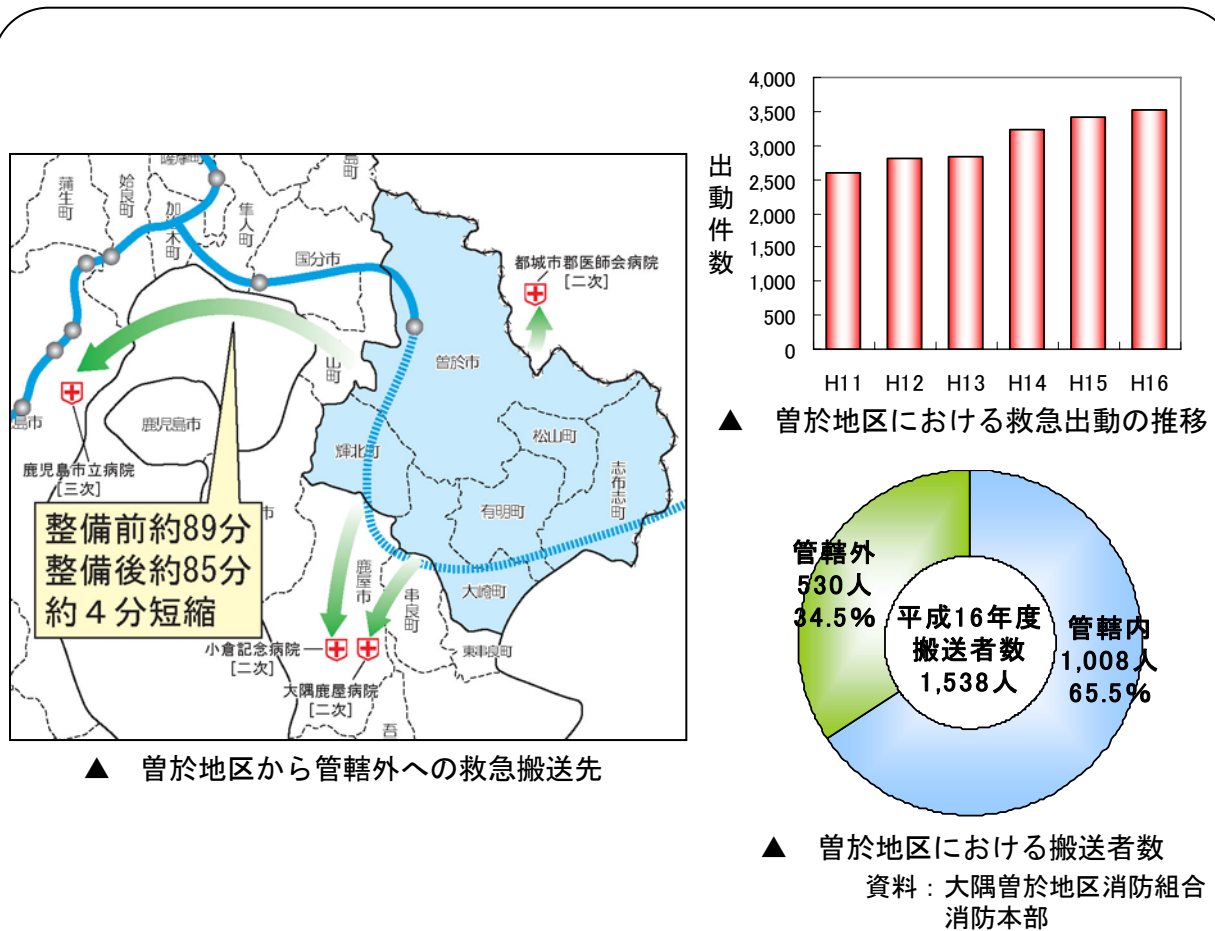 薩摩町
蒲生町
姶良町
加治木町
隼人町
島町
国分市
都城市郡医師会病院
[二次]
曽於市
山町
島市
鹿児島市
輝北町
松山町
志布志町
有明町
鹿児島市立病院
[三次]
整備前約89分
整備後約85分
約4分短縮
市
鹿屋市
串良町
大崎町
東串良町
小倉記念病院
[二次]
大隅鹿屋病院
[二次]
吾
▲ 曽於地区から管轄外への救急搬送先
出動件数
4,000
3,500
3,000
2,500
2,000
1,500
1,000
500
0
H11 H12 H13 H14 H15 H16
▲ 曽於地区における救急出動の推移
管轄外
530人
34.5%
平成16年度
搬送者数
1,538人
管轄内
1,008人
65.5%
▲ 曽於地区における搬送者数
資料：大隅曽於地区消防組合
消防本部